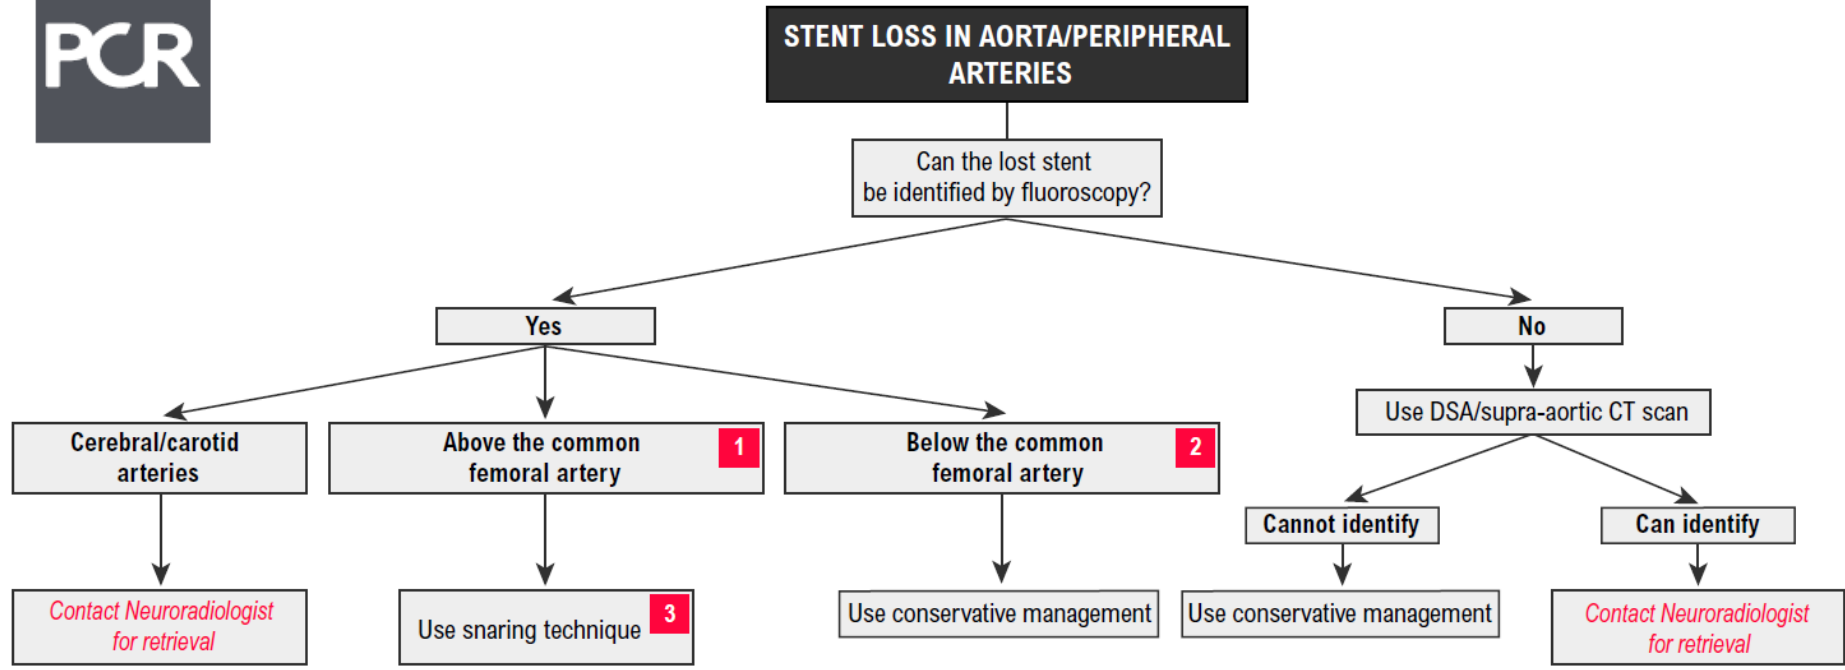 PCR
STENT LOSS IN AORTA/PERIPHERAL
ARTERIES
Can the lost stent
be identified by fluoroscopy?
Yes
No
Use DSA/supra-aortic CT scan
Cerebral/carotid
arteries
Above the common
femoral artery
1
Below the common
femoral artery
2
Cannot identify
Can identify
Contact Neuroradiologist
for retrieval
Use snaring technique
3
Use conservative management
Use conservative management
Contact Neuroradiologist
for retrieval